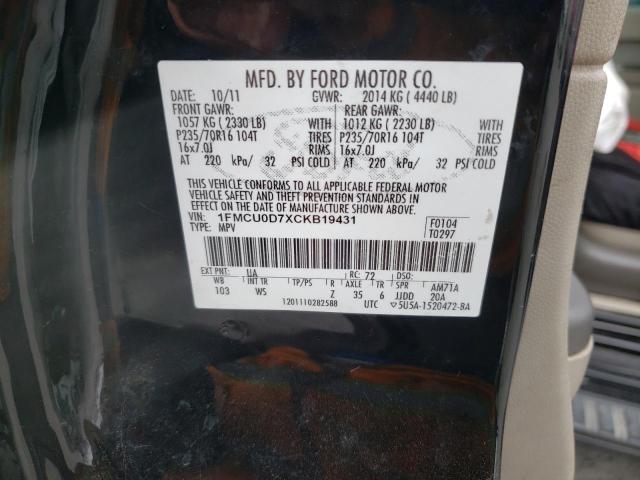 MFD. BY FORD MOTOR CO.
DATE: 10/11 GVWR: 2014 KG ( 4440 LB)
FRONT GAWR: REAR GAWR:
1057 KG ( 2330 LB) WITH 1012 KG ( 2230 LB) WITH
P235/70R16 104T TIRES P235/70R16 104T TIRES
16x7.0J RIMS 16x7.0J RIMS
AT 220 kPa/ 32 PSI COLD AT 220 kPa/ 32 PSI COLD
THIS VEHICLE CONFORMS TO ALL APPLICABLE FEDERAL MOTOR
VEHICLE SAFETY AND THEFT PREVENTION STANDARDS IN
EFFECT ON THE DATE OF MANUFACTURE SHOWN ABOVE.
VIN: 1FMCU0D7XCKB19431 F0104
TYPE: MPV T0297
EXT PNT: UA RC: 72 DSO:
WB INT TR TP/PS R AXLE TR SPR AM71A
103 W5 Z 35 6 JJDD 20A
1201110282588 UTC 5U5A-1520472-BA